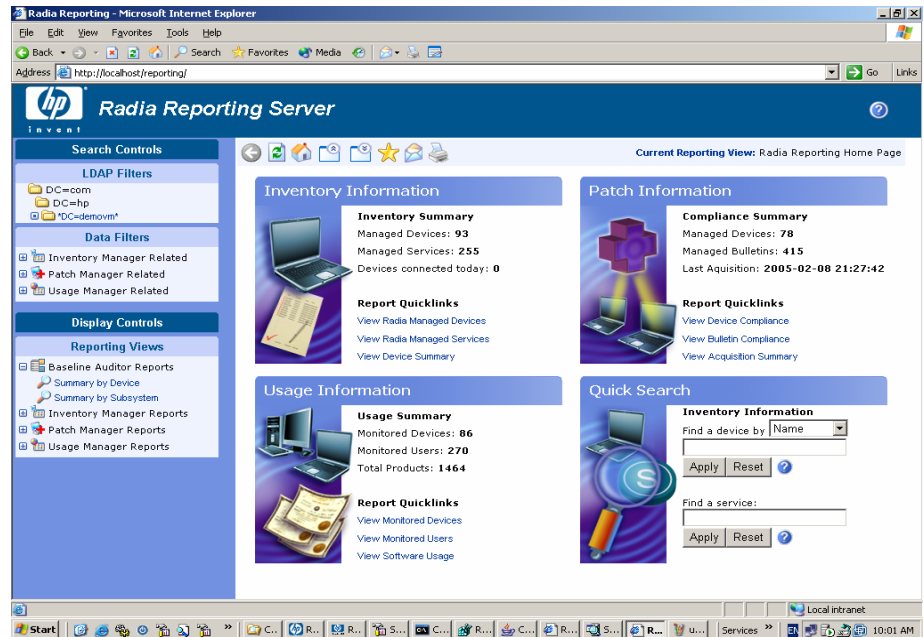 Radia Reporting - Microsoft Internet Explorer
File Edit View Favorites Tools Help
Back Search Favorites Media
Address http://localhost/reporting/ Go Links
hp
invent
Radia Reporting Server
Search Controls
LDAP Filters
DC=com
DC=hp
*DC=demovm*
Data Filters
Inventory Manager Related
Patch Manager Related
Usage Manager Related
Display Controls
Reporting Views
Baseline Auditor Reports
Summary by Device
Summary by Subsystem
Inventory Manager Reports
Patch Manager Reports
Usage Manager Reports
Current Reporting View: Radia Reporting Home Page
Inventory Information
Inventory Summary
Managed Devices: 93
Managed Services: 255
Devices connected today: 0
Report Quicklinks
View Radia Managed Devices
View Radia Managed Services
View Device Summary
Patch Information
Compliance Summary
Managed Devices: 78
Managed Bulletins: 415
Last Aquisition: 2005-02-08 21:27:42
Report Quicklinks
View Device Compliance
View Bulletin Compliance
View Acquisition Summary
Usage Information
Usage Summary
Monitored Devices: 86
Monitored Users: 270
Total Products: 1464
Report Quicklinks
View Monitored Devices
View Monitored Users
View Software Usage
Quick Search
Inventory Information
Find a device by Name
Apply Reset
Find a service:
Apply Reset
Local intranet
Start » C... R... R... S... C... R... C... R... S... R... u... Services » EN 10:01 AM